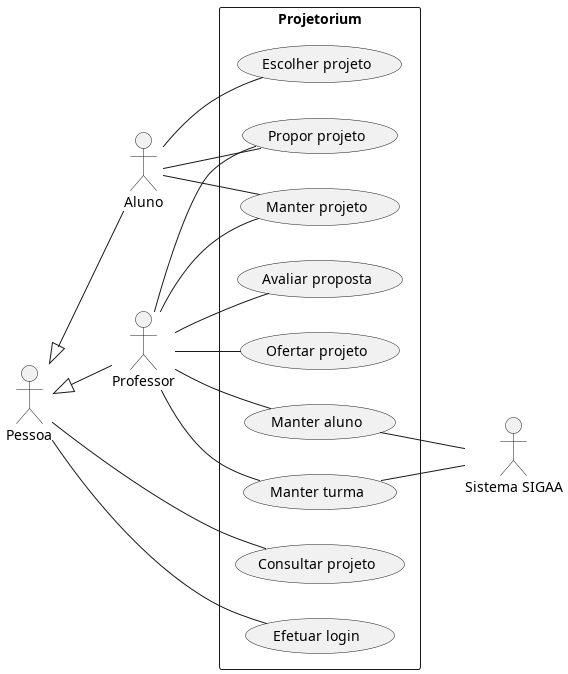 Projetorium
Escolher projeto
Propor projeto
Aluno
Manter projeto
Avaliar proposta
Ofertar projeto
Professor
Manter aluno
Pessoa
Manter turma
Sistema SIGAA
Consultar projeto
Efetuar login